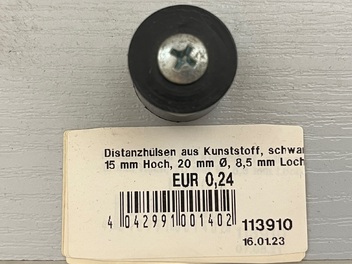 Distanzhülsen aus Kunststoff, schwar
15 mm Hoch, 20 mm Ø, 8,5 mm Loch
EUR 0,24
4 042991 001402
113910
16.01.23